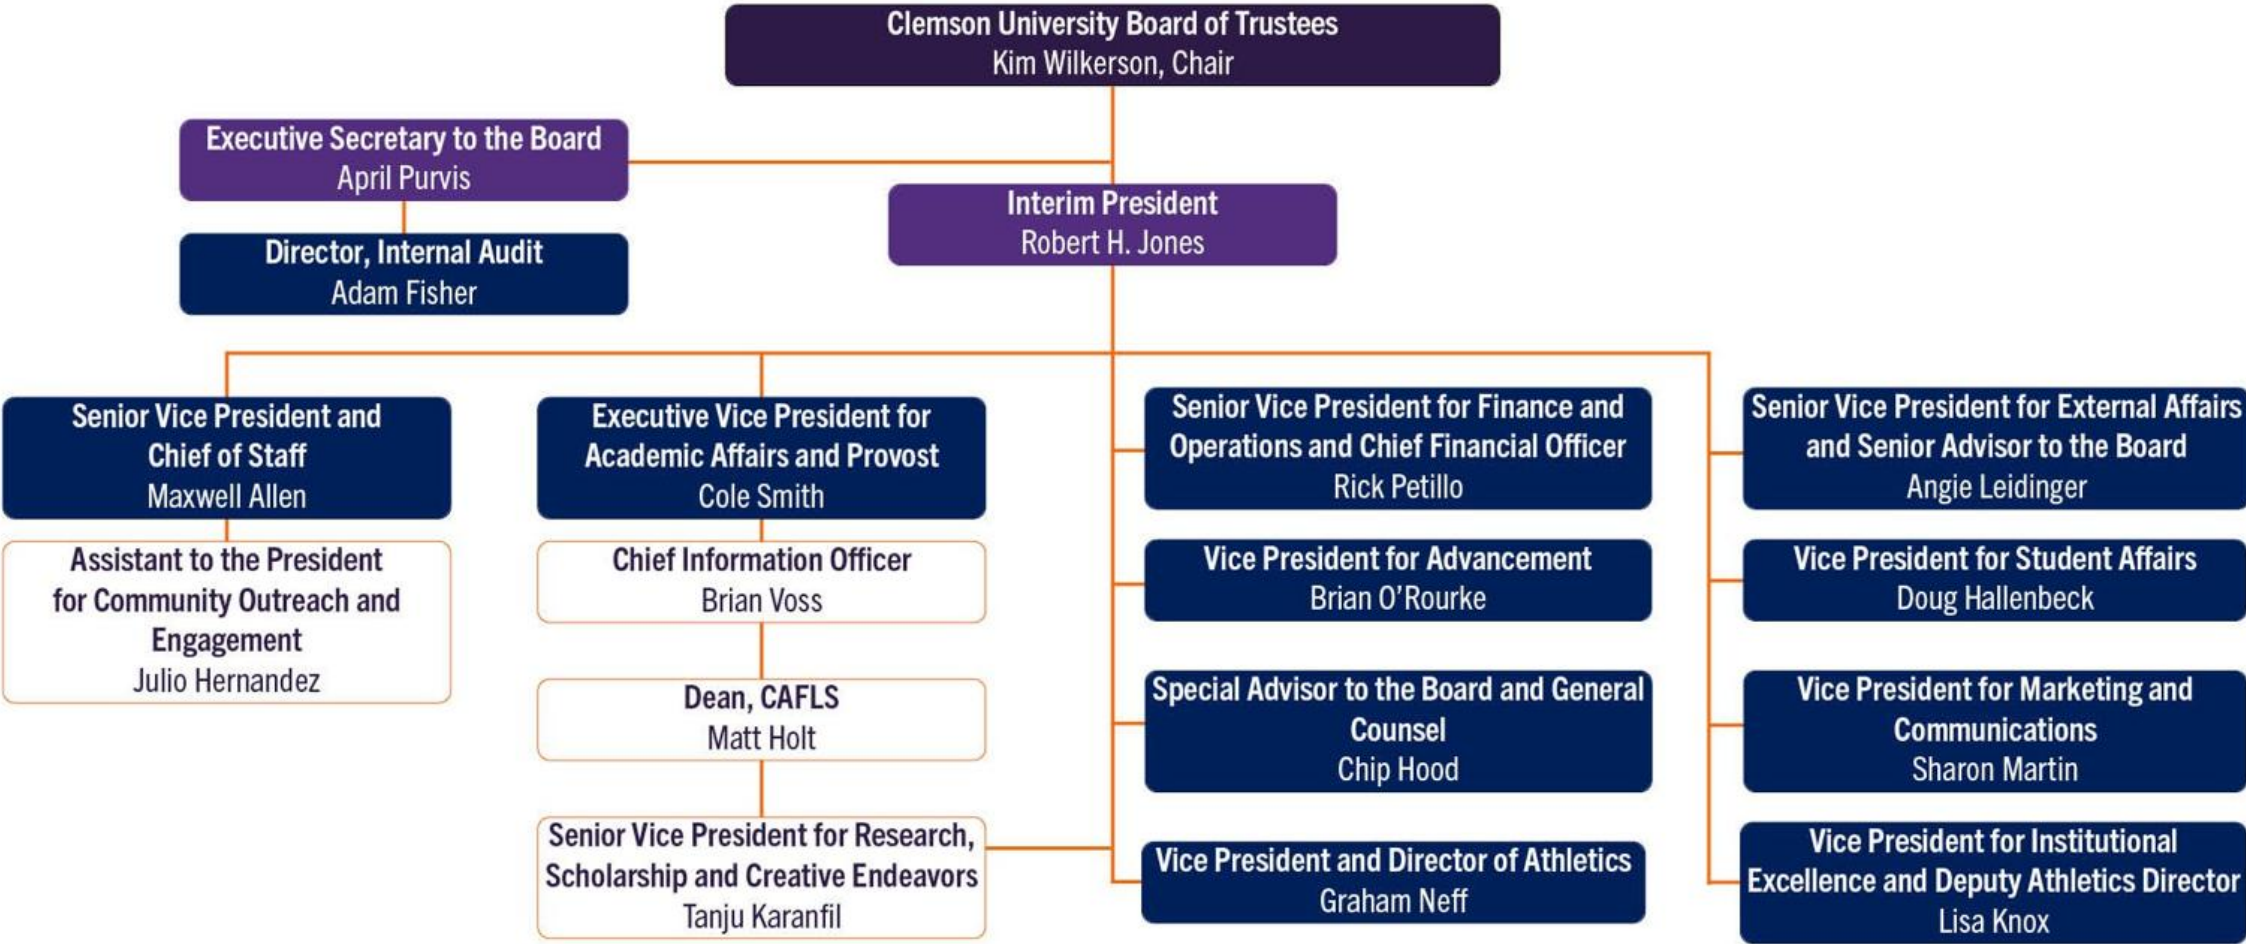 Clemson University Board of Trustees
Kim Wilkerson, Chair
Executive Secretary to the Board
April Purvis
Interim President
Robert H. Jones
Director, Internal Audit
Adam Fisher
Senior Vice President and
Chief of Staff
Maxwell Allen
Assistant to the President
for Community Outreach and
Engagement
Julio Hernandez
Executive Vice President for
Academic Affairs and Provost
Cole Smith
Chief Information Officer
Brian Voss
Dean, CAFLS
Matt Holt
Senior Vice President for Research,
Scholarship and Creative Endeavors
Tanju Karanfil
Senior Vice President for Finance and
Operations and Chief Financial Officer
Rick Petillo
Vice President for Advancement
Brian O’Rourke
Special Advisor to the Board and General
Counsel
Chip Hood
Vice President and Director of Athletics
Graham Neff
Senior Vice President for External Affairs
and Senior Advisor to the Board
Angie Leidinger
Vice President for Student Affairs
Doug Hallenbeck
Vice President for Marketing and
Communications
Sharon Martin
Vice President for Institutional
Excellence and Deputy Athletics Director
Lisa Knox